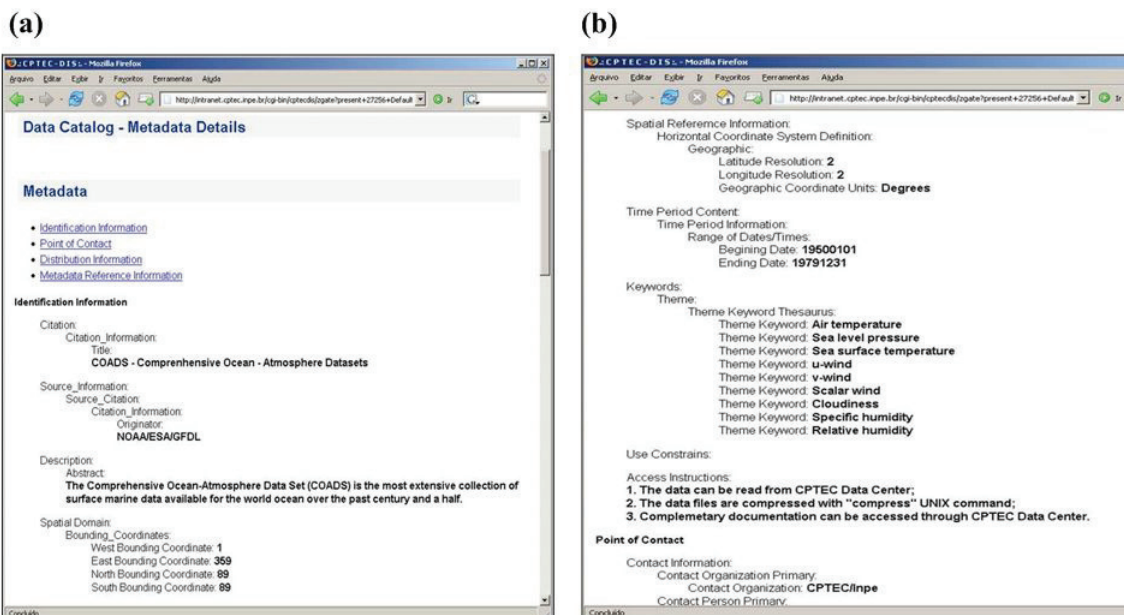 (a)
CPTEC-DIS:. - Mozilla Firefox
Arquivo Editar Exibir Ir Favoritos Ferramentas Ajuda
http://intranet.cptec.inpe.br/cgi-bin/cptecdis/zgate?present+27256+Default
Ir
Data Catalog - Metadata Details
Metadata
• Identification Information
• Point of Contact
• Distribution Information
• Metadata Reference Information
Identification Information
Citation:
Citation_Information:
Title:
COADS - Comprenhensive Ocean - Atmosphere Datasets
Source_Information:
Source_Citation:
Citation_Information:
Originator:
NOAA/ESA/GFDL
Description:
Abstract:
The Comprehensive Ocean-Atmosphere Data Set (COADS) is the most extensive collection of
surface marine data available for the world ocean over the past century and a half.
Spatial Domain:
Bounding_Coordinates:
West Bounding Coordinate: 1
East Bounding Coordinate: 359
North Bounding Coordinate: 89
South Bounding Coordinate: 89
Concluído
(b)
.:CPTEC-DIS:. - Mozilla Firefox
Arquivo Editar Exibir Ir Favoritos Ferramentas Ajuda
http://intranet.cptec.inpe.br/cgi-bin/cptecdis/zgate?present+27256+Default
Ir
Spatial Reference Information:
Horizontal Coordinate System Definition:
Geographic:
Latitude Resolution: 2
Longitude Resolution: 2
Geographic Coordinate Units: Degrees
Time Period Content:
Time Period Information:
Range of Dates/Times:
Begining Date: 19500101
Ending Date: 19791231
Keywords:
Theme:
Theme Keyword Thesaurus:
Theme Keyword: Air temperature
Theme Keyword: Sea level pressure
Theme Keyword: Sea surface temperature
Theme Keyword: u-wind
Theme Keyword: v-wind
Theme Keyword: Scalar wind
Theme Keyword: Cloudiness
Theme Keyword: Specific humidity
Theme Keyword: Relative humidity
Use Constrains:
Access Instructions:
1. The data can be read from CPTEC Data Center;
2. The data files are compressed with "compress" UNIX command;
3. Complemetary documentation can be accessed through CPTEC Data Center.
Point of Contact
Contact Information:
Contact Organization Primary:
Contact Organization: CPTEC/Inpe
Contact Person Primary:
Concluído